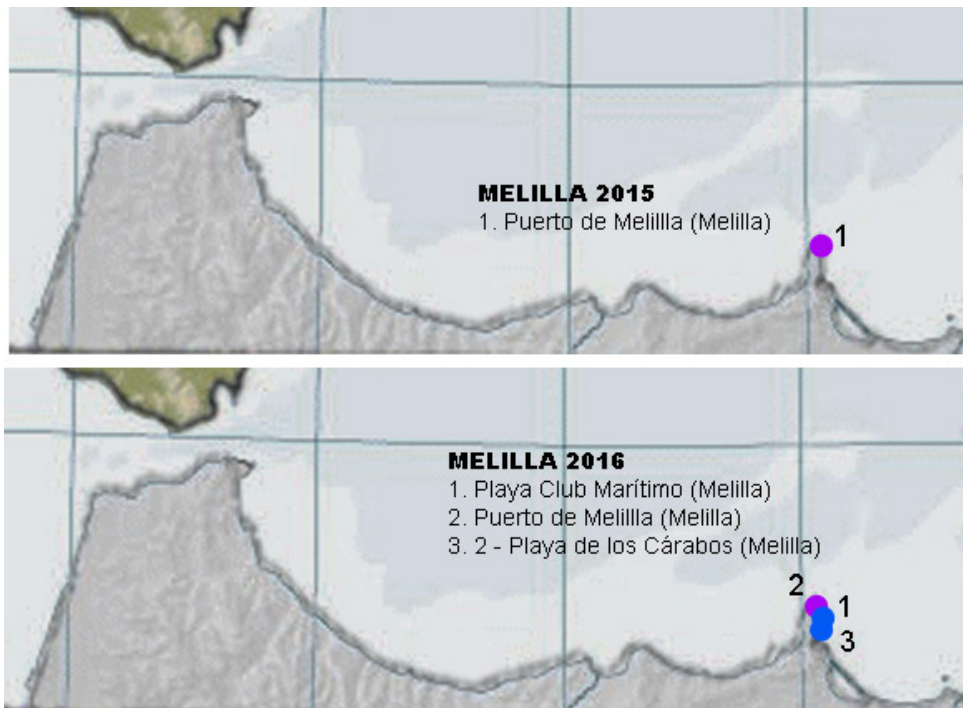 MELILLA 2015
1. Puerto de Melillla (Melilla)
1
MELILLA 2016
1. Playa Club Marítimo (Melilla)
2. Puerto de Melillla (Melilla)
3. 2 - Playa de los Cárabos (Melilla)
2
1
3